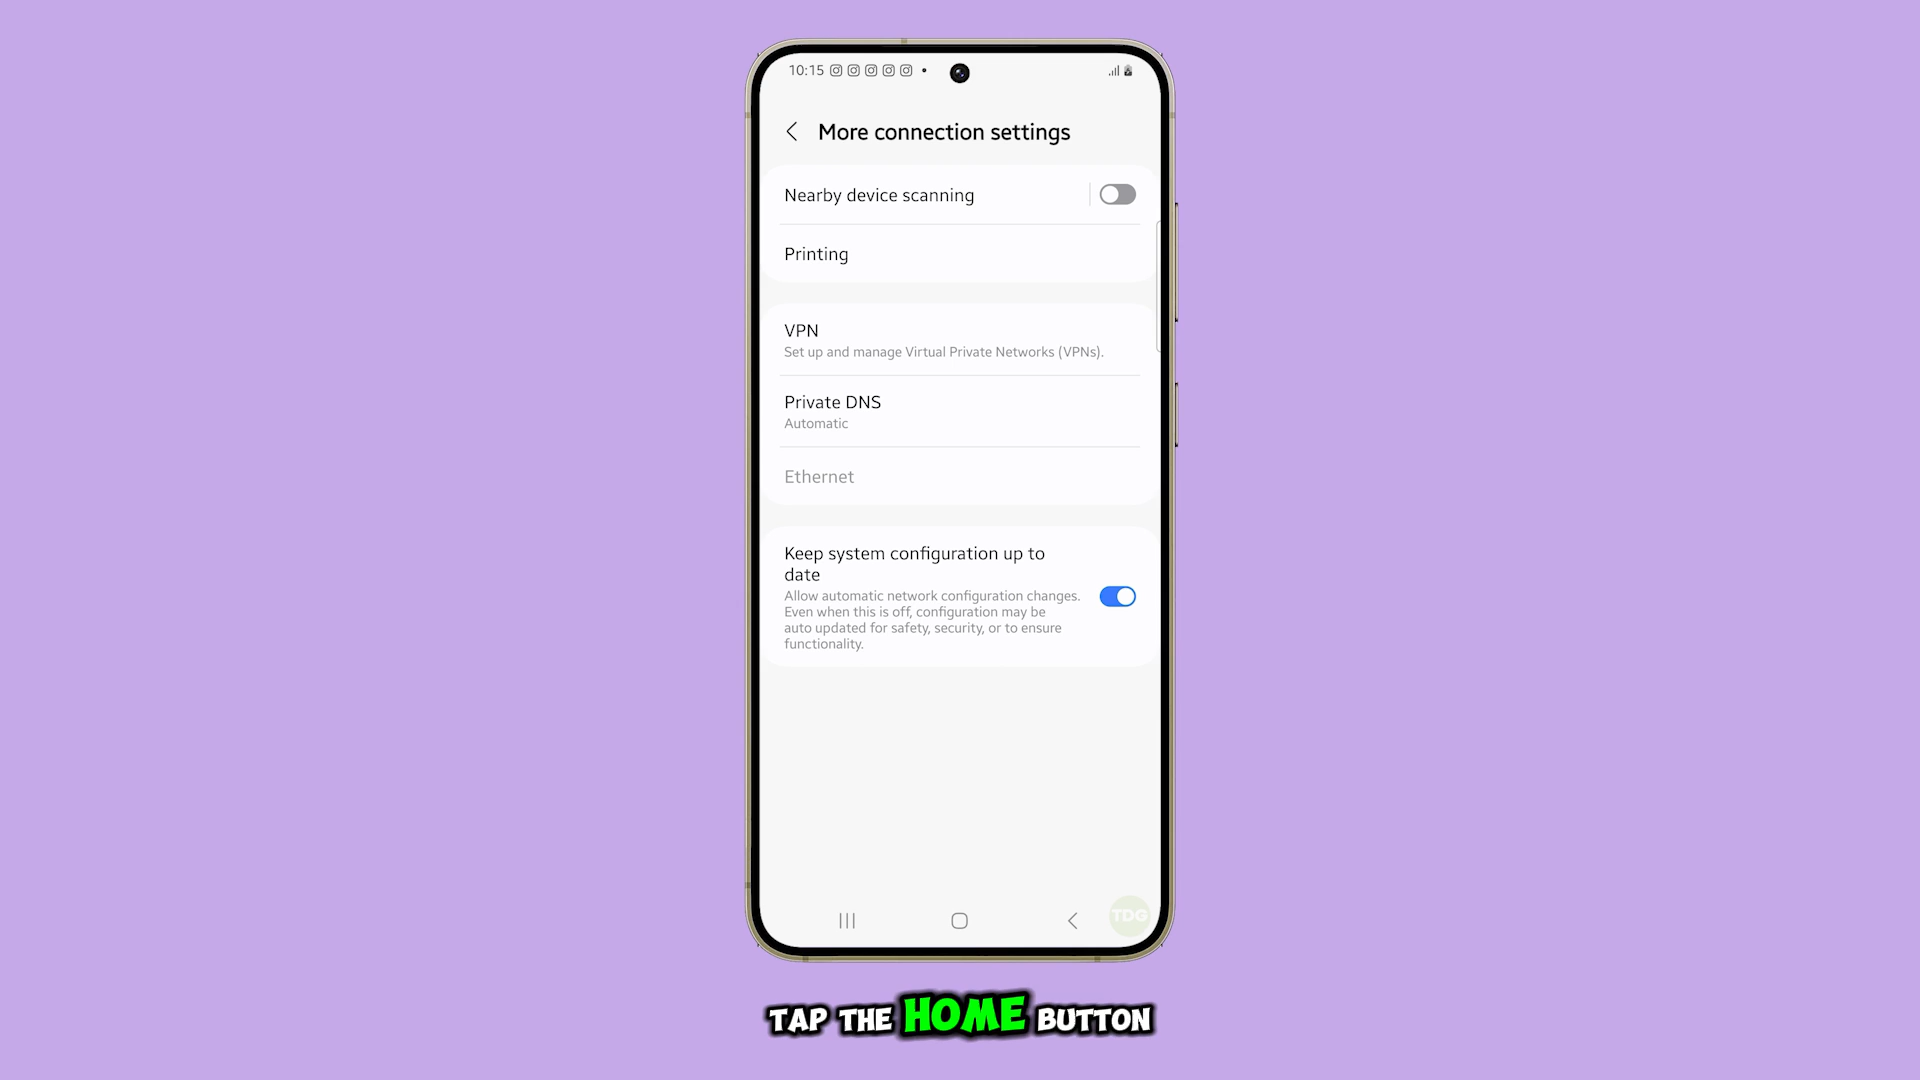 10:15
More connection settings
Nearby device scanning
Printing
VPN
Set up and manage Virtual Private Networks (VPNs).
Private DNS
Automatic
Ethernet
Keep system configuration up to
date
Allow automatic network configuration changes.
Even when this is off, configuration may be
auto updated for safety, security, or to ensure
functionality.
TDG
TAP THE HOME BUTTON